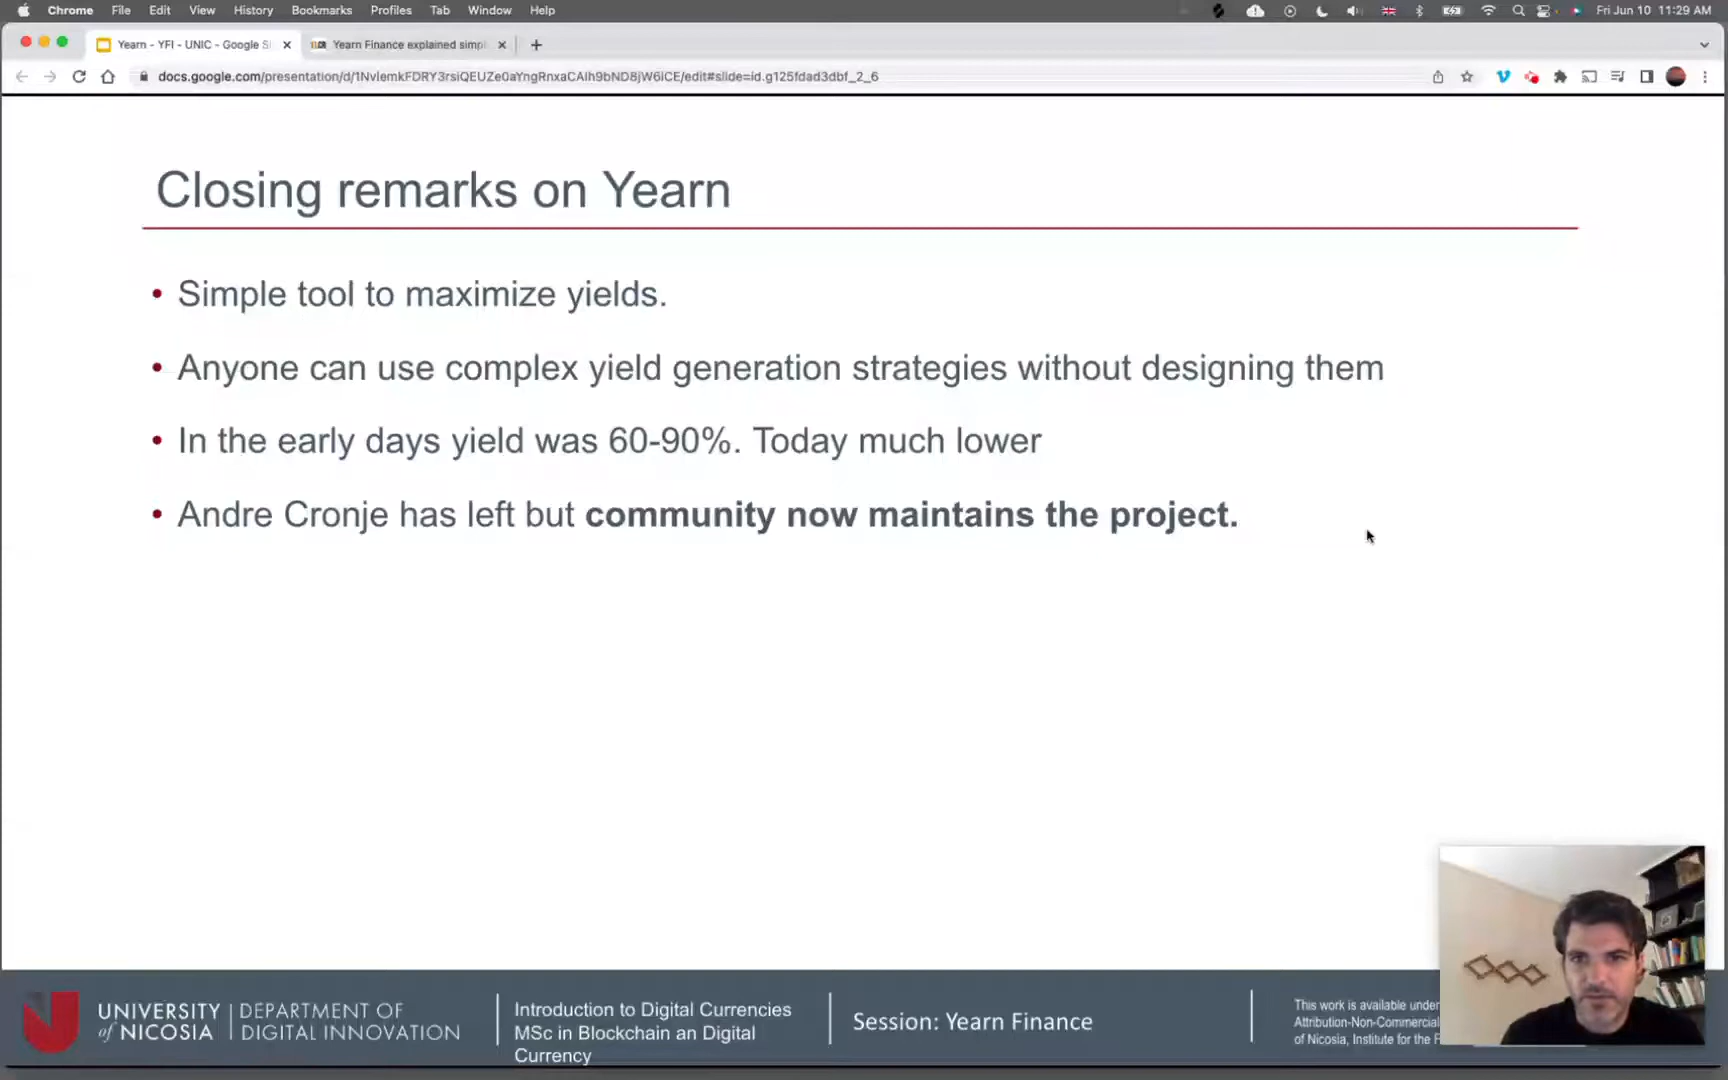 Chrome File Edit View History Bookmarks Profiles Tab Window Help Fri Jun 10 11:29 AM
Yearn - YFI - UNIC - Google Sl Yearn Finance explained simpl
docs.google.com/presentation/d/1NvIemkFDRY3rsiQEUZe0aYngRnxaCAIh9bND8jW6ICE/edit#slide=id.g125fdad3dbf_2_6
Closing remarks on Yearn
• Simple tool to maximize yields.
• Anyone can use complex yield generation strategies without designing them
• In the early days yield was 60-90%. Today much lower
• Andre Cronje has left but community now maintains the project.
UNIVERSITY of NICOSIA
DEPARTMENT OF
DIGITAL INNOVATION
Introduction to Digital Currencies
MSc in Blockchain an Digital
Currency
Session: Yearn Finance
This work is available under
Attribution-Non-Commercial
of Nicosia, Institute for the F